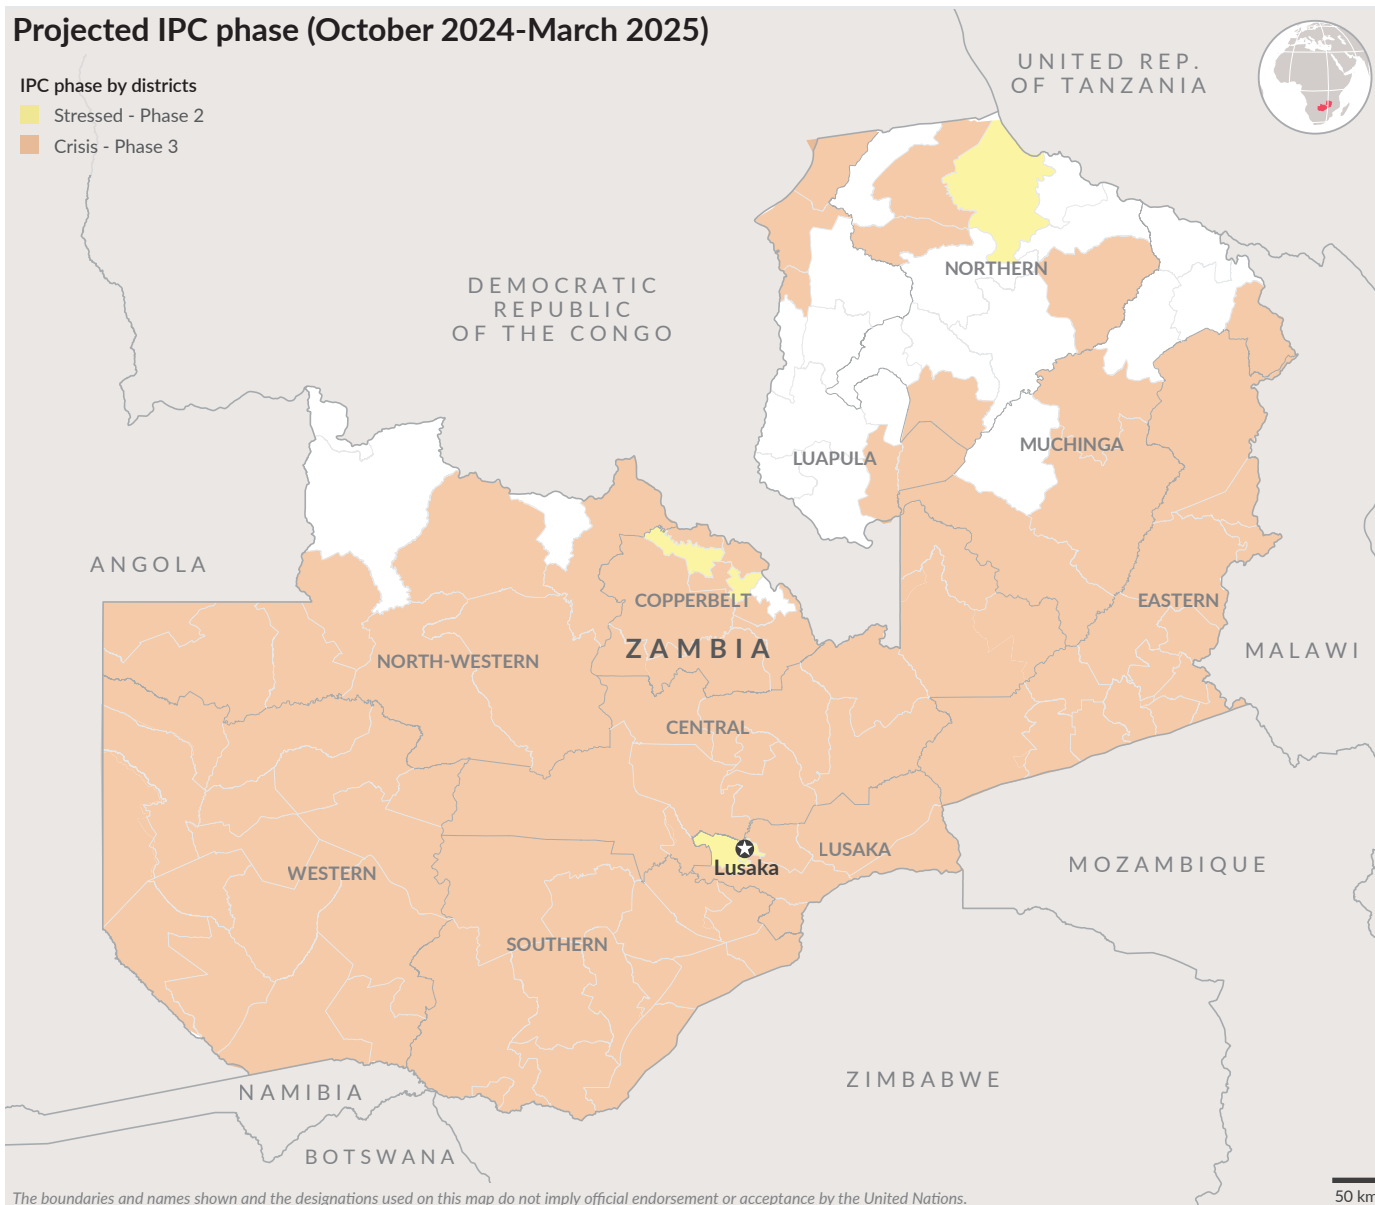 Projected IPC phase (October 2024-March 2025)
IPC phase by districts
Stressed - Phase 2
Crisis - Phase 3
UNITED REP.
OF TANZANIA
DEMOCRATIC
REPUBLIC
OF THE CONGO
NORTHERN
LUAPULA
MUCHINGA
ANGOLA
COPPERBELT
EASTERN
ZAMBIA
MALAWI
NORTH-WESTERN
CENTRAL
LUSAKA
Lusaka
MOZAMBIQUE
WESTERN
SOUTHERN
ZIMBABWE
NAMIBIA
BOTSWANA
The boundaries and names shown and the designations used on this map do not imply official endorsement or acceptance by the United Nations.
50 km